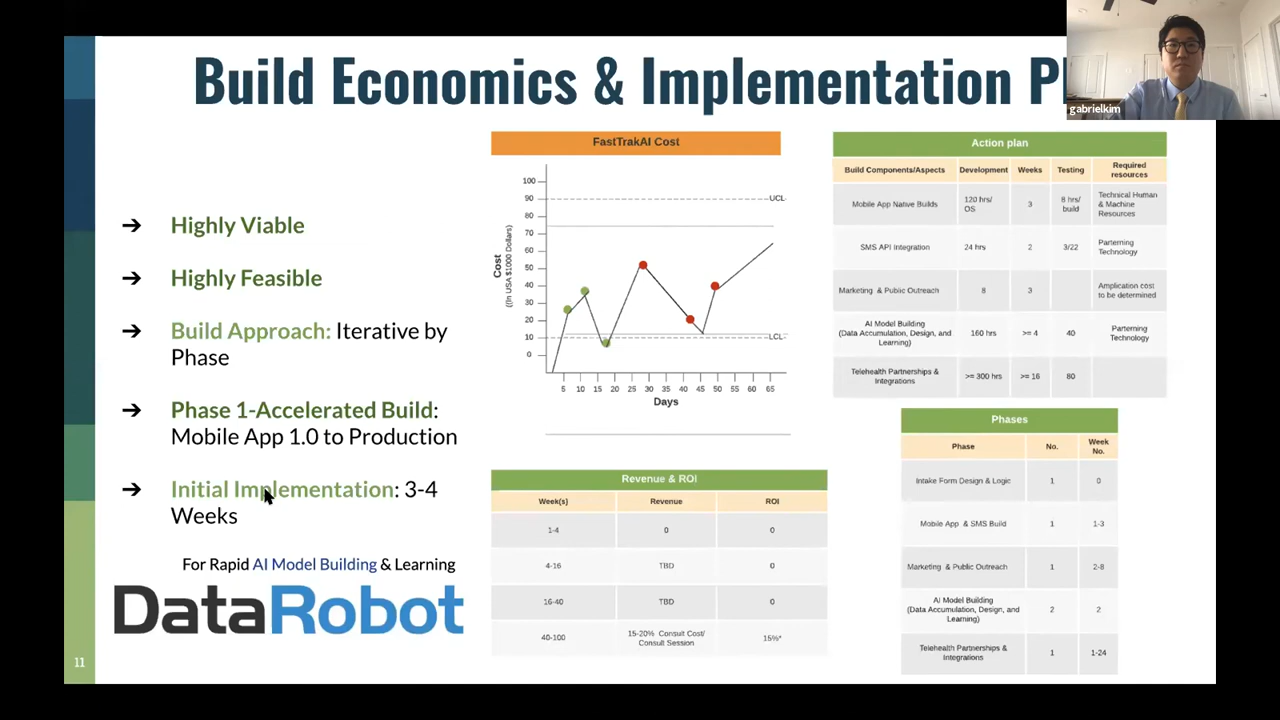 Build Economics & Implementation Pl
gabrielkim
➔ Highly Viable
➔ Highly Feasible
➔ Build Approach: Iterative by
Phase
➔ Phase 1-Accelerated Build:
Mobile App 1.0 to Production
➔ Initial Implementation: 3-4
Weeks
For Rapid AI Model Building & Learning
DataRobot
11
FastTrakAI Cost
Cost
((In USA $1000 Dollars)
100
90
80
70
60
50
40
30
20
10
0
UCL
LCL
5 10 15 20 25 30 35 40 45 50 55 60 65
Days
Revenue & ROI
Week(s) Revenue ROI
1-4 0 0
4-16 TBD 0
16-40 TBD 0
40-100 15-20% Consult Cost/ 15%*
Consult Session
Action plan
Build Components/Aspects Development Weeks Testing Required
resources
Mobile App Native Builds 120 hrs/ 3 8 hrs/ Technical Human
OS build & Machine
Resources
SMS API Integration 24 hrs 2 3/22 Parterning
Technology
Marketing & Public Outreach 8 3 Amplication cost
to be determined
AI Model Building
(Data Accumulation, Design, and 160 hrs >= 4 40 Parterning
Learning) Technology
Telehealth Partnerships & >= 300 hrs >= 16 80
Integrations
Phases
Phase No. Week
No.
Intake Form Design & Logic 1 0
Mobile App & SMS Build 1 1-3
Marketing & Public Outreach 1 2-8
AI Model Building
(Data Accumulation, Design, and 2 2
Learning)
Telehealth Partnerships & 1 1-24
Integrations